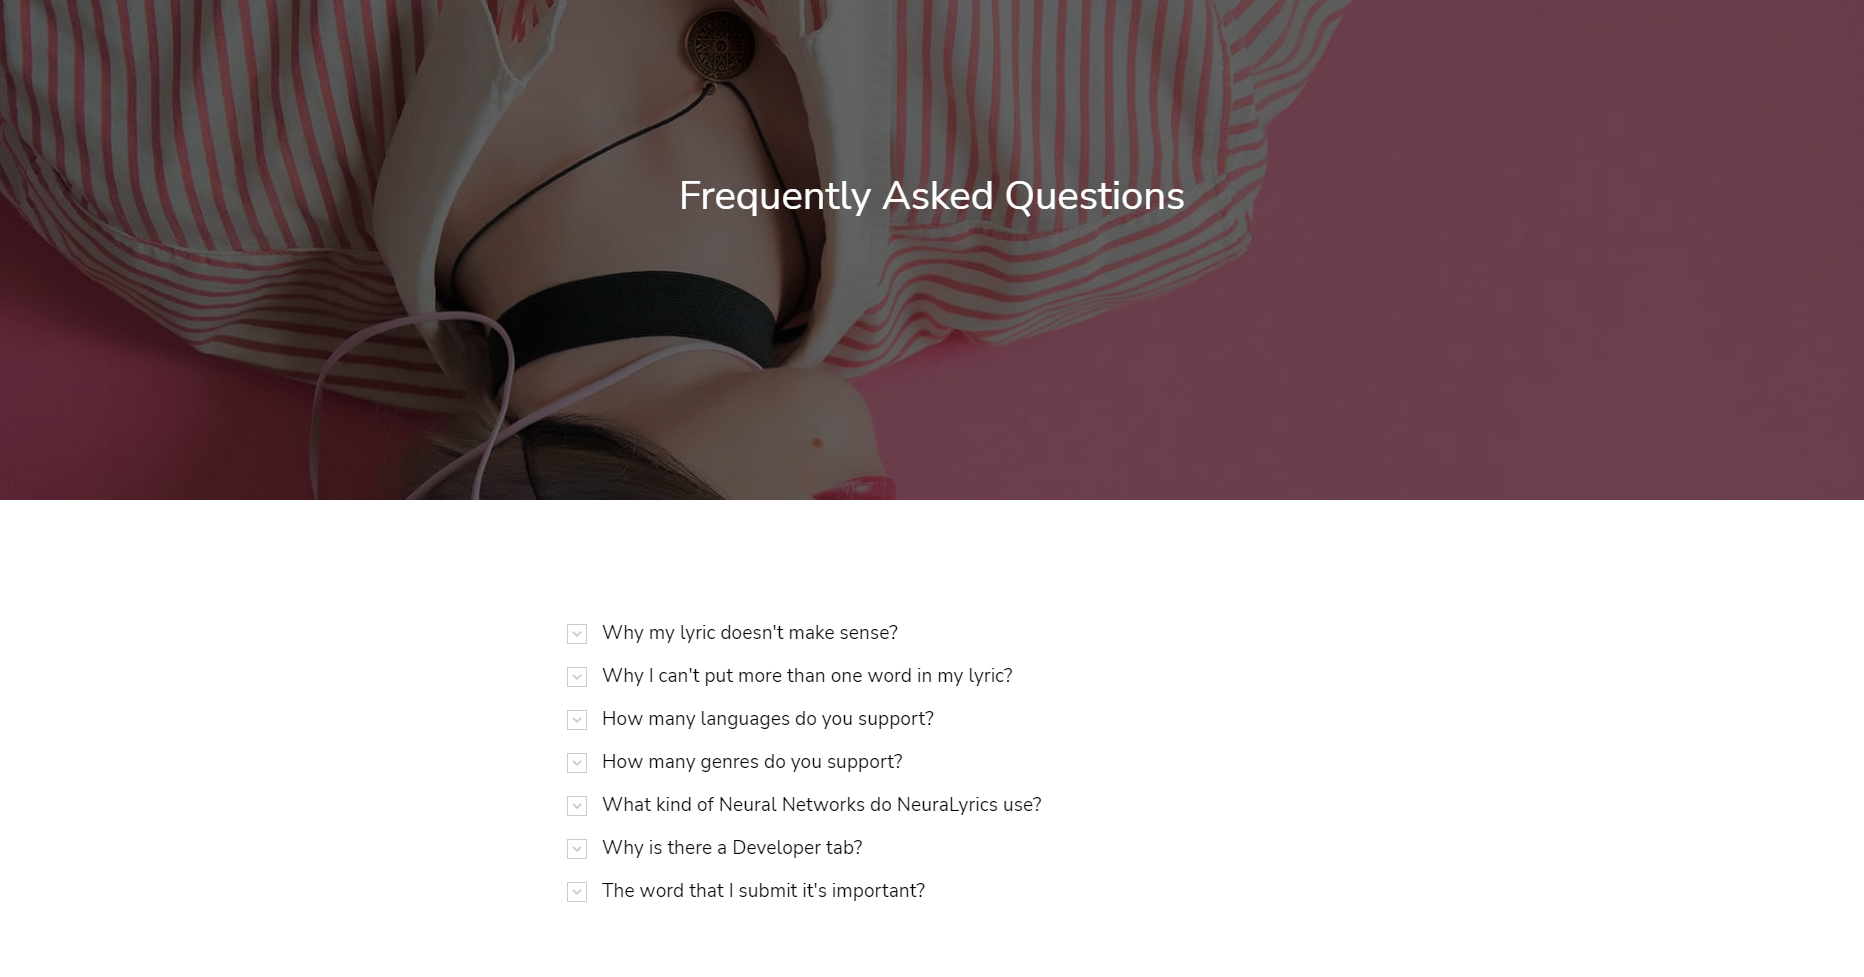 Frequently Asked Questions
Why my lyric doesn't make sense?
Why I can't put more than one word in my lyric?
How many languages do you support?
How many genres do you support?
What kind of Neural Networks do NeuraLyrics use?
Why is there a Developer tab?
The word that I submit it's important?